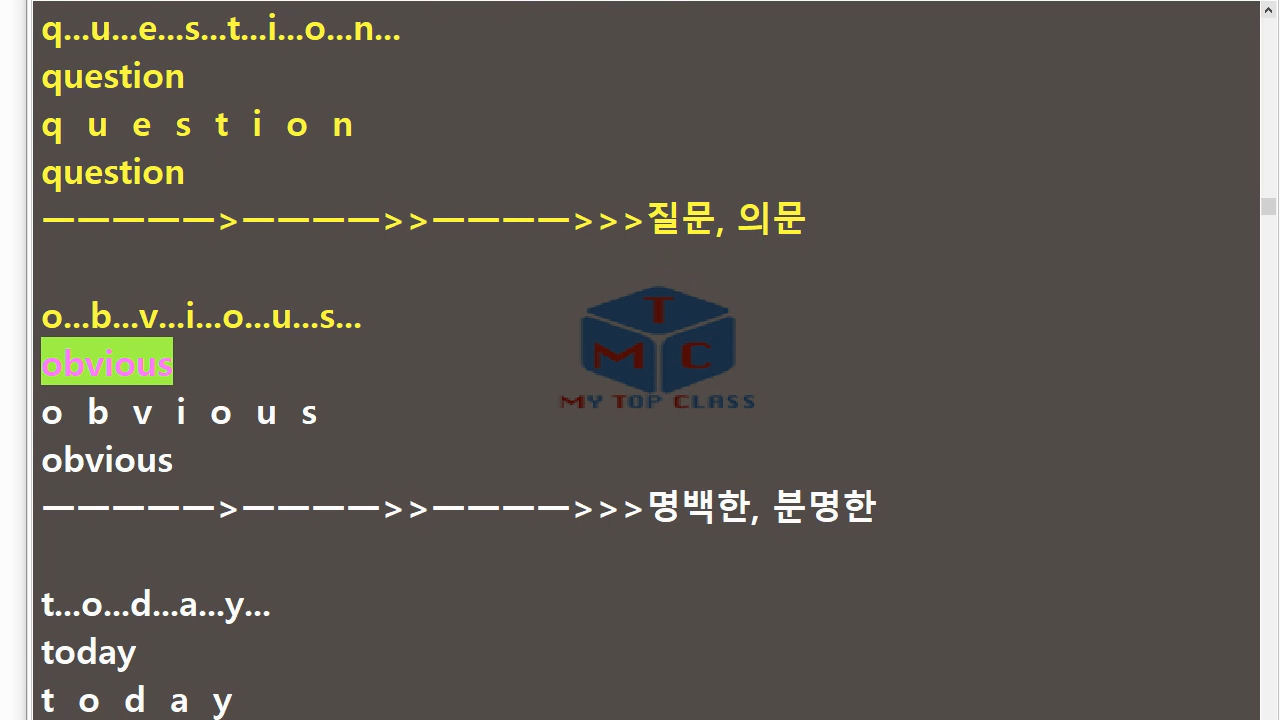 q...u...e...s...t...i...o...n...
question
q u e s t i o n
question
—————>————>>————>>>질문, 의문
o...b...v...i...o...u...s...
obvious
o b v i o u s
obvious
—————>————>>————>>>명백한, 분명한
t...o...d...a...y...
today
t o d a y
T
M C
MY TOP CLASS